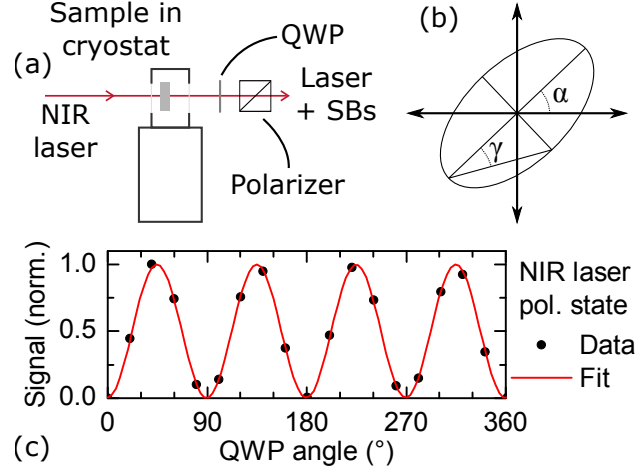 Sample in
cryostat
QWP
(a)
NIR
laser
Laser
+ SBs
Polarizer
(b)
α
γ
Signal (norm.)
1.0
0.5
0.0
0
90
180
270
360
QWP angle (°)
(c)
NIR laser
pol. state
Data
Fit